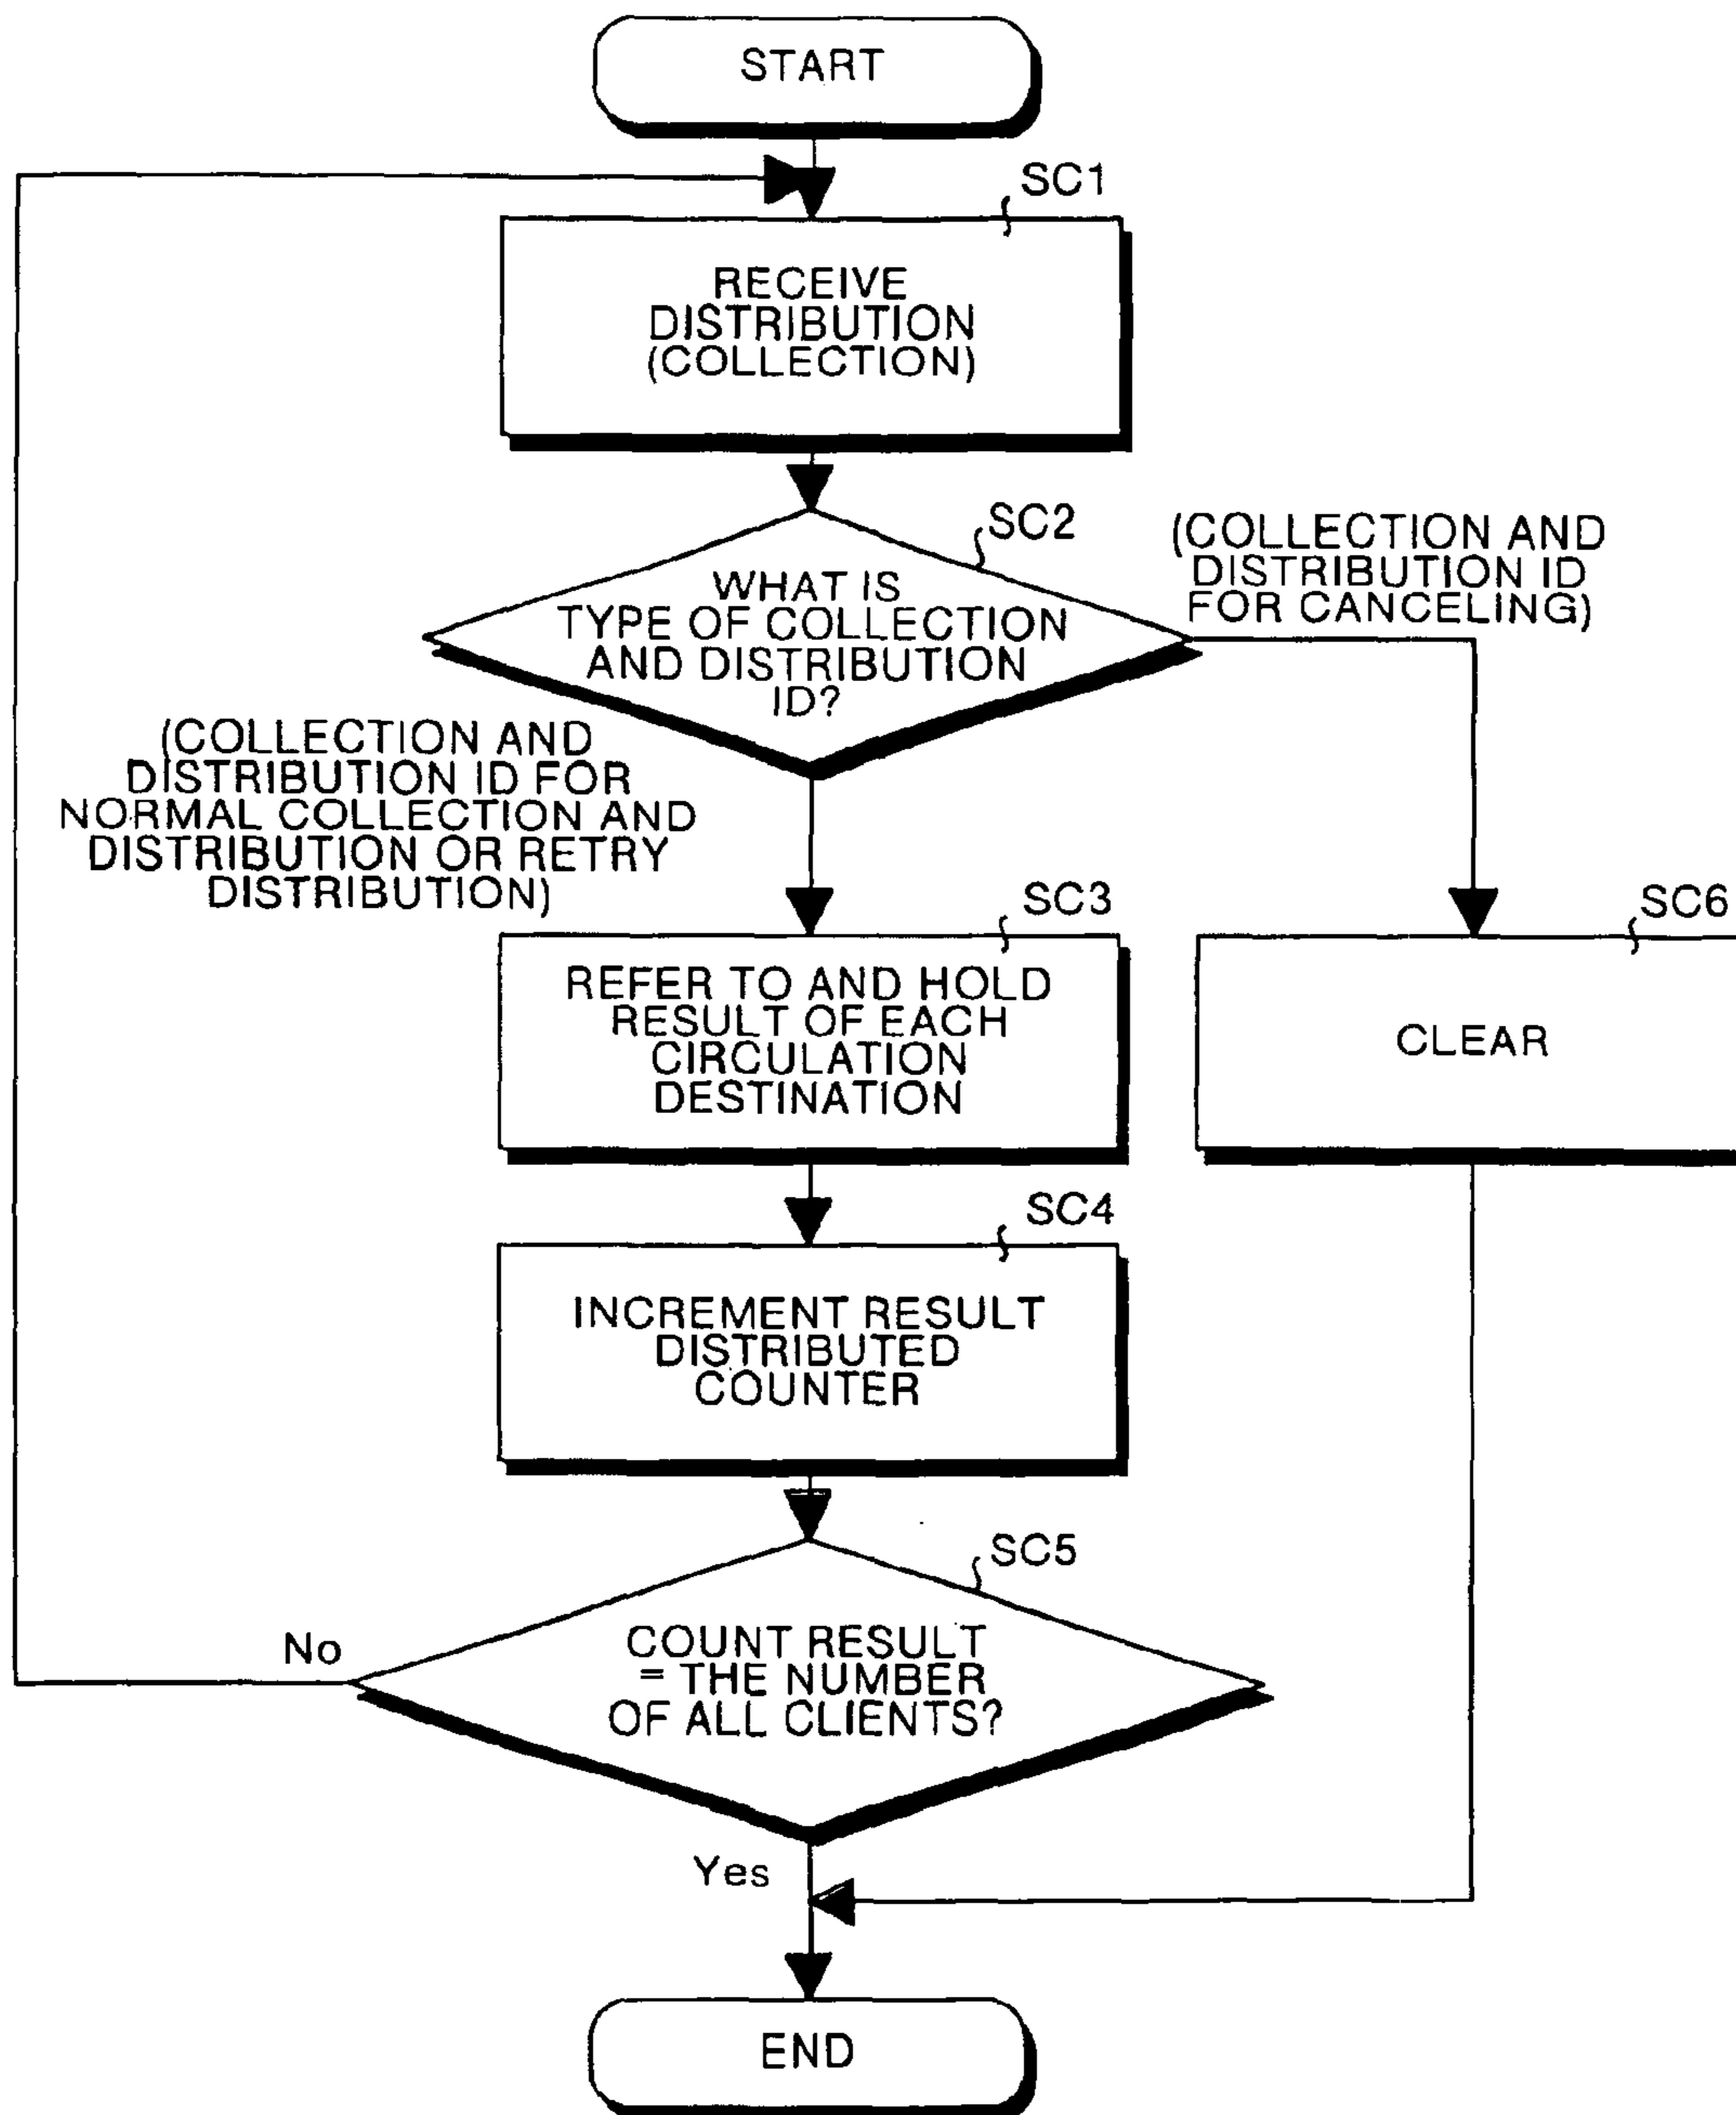 START
SC1
RECEIVE
DISTRIBUTION
(COLLECTION)
SC2
WHAT IS
TYPE OF COLLECTION
AND DISTRIBUTION
ID?
(COLLECTION AND
DISTRIBUTION ID
FOR CANCELING)
(COLLECTION AND
DISTRIBUTION ID FOR
NORMAL COLLECTION AND
DISTRIBUTION OR RETRY
DISTRIBUTION)
SC3
REFER TO AND HOLD
RESULT OF EACH
CIRCULATION
DESTINATION
SC6
CLEAR
SC4
INCREMENT RESULT
DISTRIBUTED
COUNTER
SC5
COUNT RESULT
= THE NUMBER
OF ALL CLIENTS?
No
Yes
END